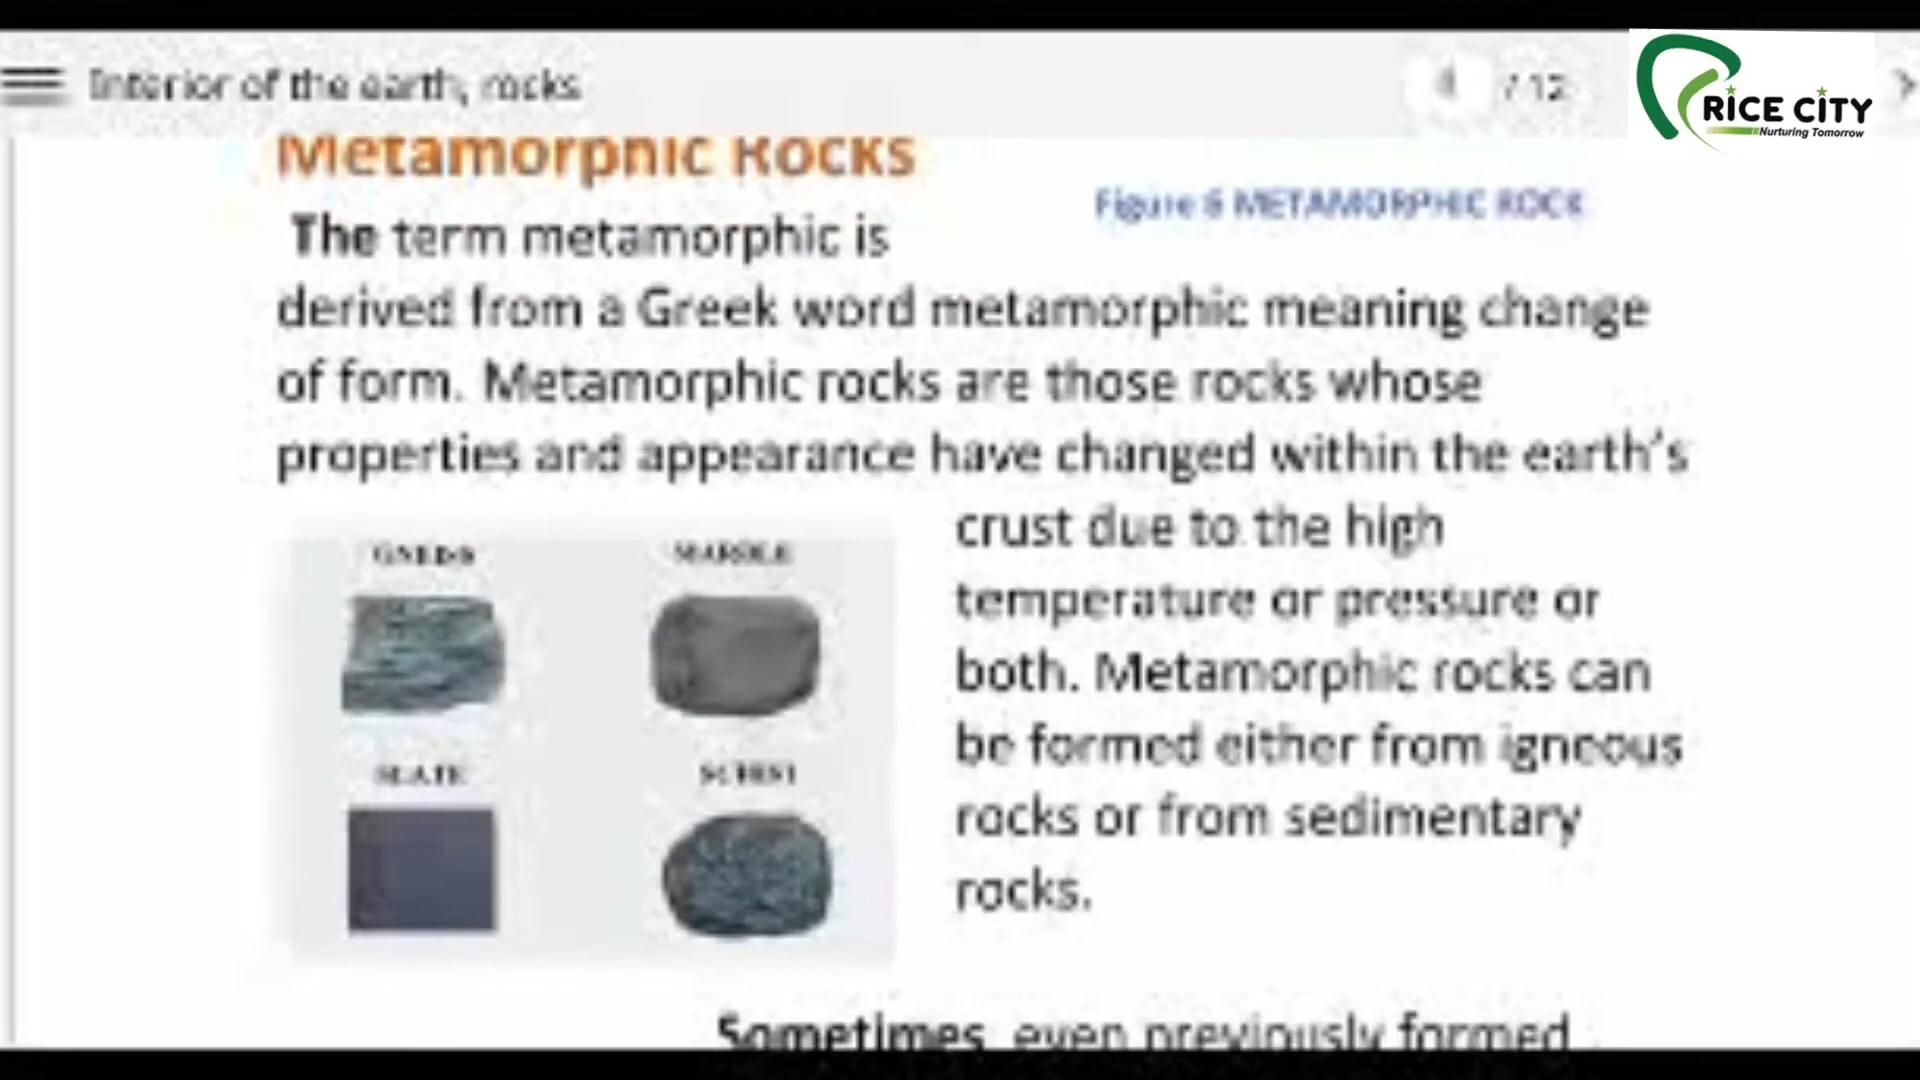 Interior of the earth, rocks
4 / 12
RICE CITY
Nurturing Tomorrow
Metamorphic Rocks
Figure 6 METAMORPHIC ROCK
The term metamorphic is
derived from a Greek word metamorphic meaning change
of form. Metamorphic rocks are those rocks whose
properties and appearance have changed within the earth's
crust due to the high
temperature or pressure or
both. Metamorphic rocks can
be formed either from igneous
rocks or from sedimentary
rocks.
GNEISS
MARBLE
SLATE
SCHIST
Sometimes, even previously formed